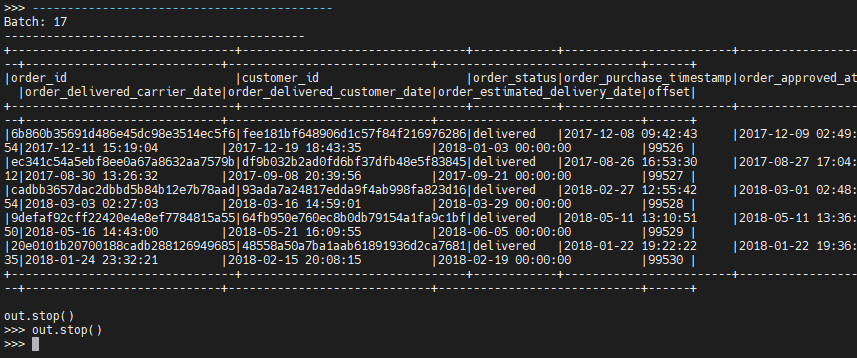 >>> -----------------------------------------
Batch: 17
-----------------------------------------
+--------------------------------+--------------------------------+------------+------------------------+-----------------
--+----------------------------+-----------------------------+-----------------------------+------+
|order_id                        |customer_id                     |order_status|order_purchase_timestamp|order_approved_at
  |order_delivered_carrier_date|order_delivered_customer_date|order_estimated_delivery_date|offset|
+--------------------------------+--------------------------------+------------+------------------------+-----------------
--+----------------------------+-----------------------------+-----------------------------+------+
|6b860b35691d486e45dc98e3514ec5f6|fee181bf648906d1c57f84f216976286|delivered   |2017-12-08 09:42:43     |2017-12-09 02:49:
54|2017-12-11 15:19:04         |2017-12-19 18:43:35          |2018-01-03 00:00:00          |99526 |
|ec341c54a5ebf8ee0a67a8632aa7579b|df9b032b2ad0fd6bf37dfb48e5f83845|delivered   |2017-08-26 16:53:30     |2017-08-27 17:04:
12|2017-08-30 13:26:32         |2017-09-08 20:39:56          |2017-09-21 00:00:00          |99527 |
|cadbb3657dac2dbbd5b84b12e7b78aad|93ada7a24817edda9f4ab998fa823d16|delivered   |2018-02-27 12:55:42     |2018-03-01 02:48:
54|2018-03-03 02:27:03         |2018-03-16 14:59:01          |2018-03-29 00:00:00          |99528 |
|9defaf92cff22420e4e8ef7784815a55|64fb950e760ec8b0db79154a1fa9c1bf|delivered   |2018-05-11 13:10:51     |2018-05-11 13:36:
50|2018-05-16 14:43:00         |2018-05-21 16:09:55          |2018-06-05 00:00:00          |99529 |
|20e0101b20700188cadb288126949685|48558a50a7ba1aab61891936d2ca7681|delivered   |2018-01-22 19:22:22     |2018-01-22 19:36:
35|2018-01-24 23:32:21         |2018-02-15 20:08:15          |2018-02-19 00:00:00          |99530 |
+--------------------------------+--------------------------------+------------+------------------------+-----------------
--+----------------------------+-----------------------------+-----------------------------+------+
out.stop()
>>> out.stop()
>>>